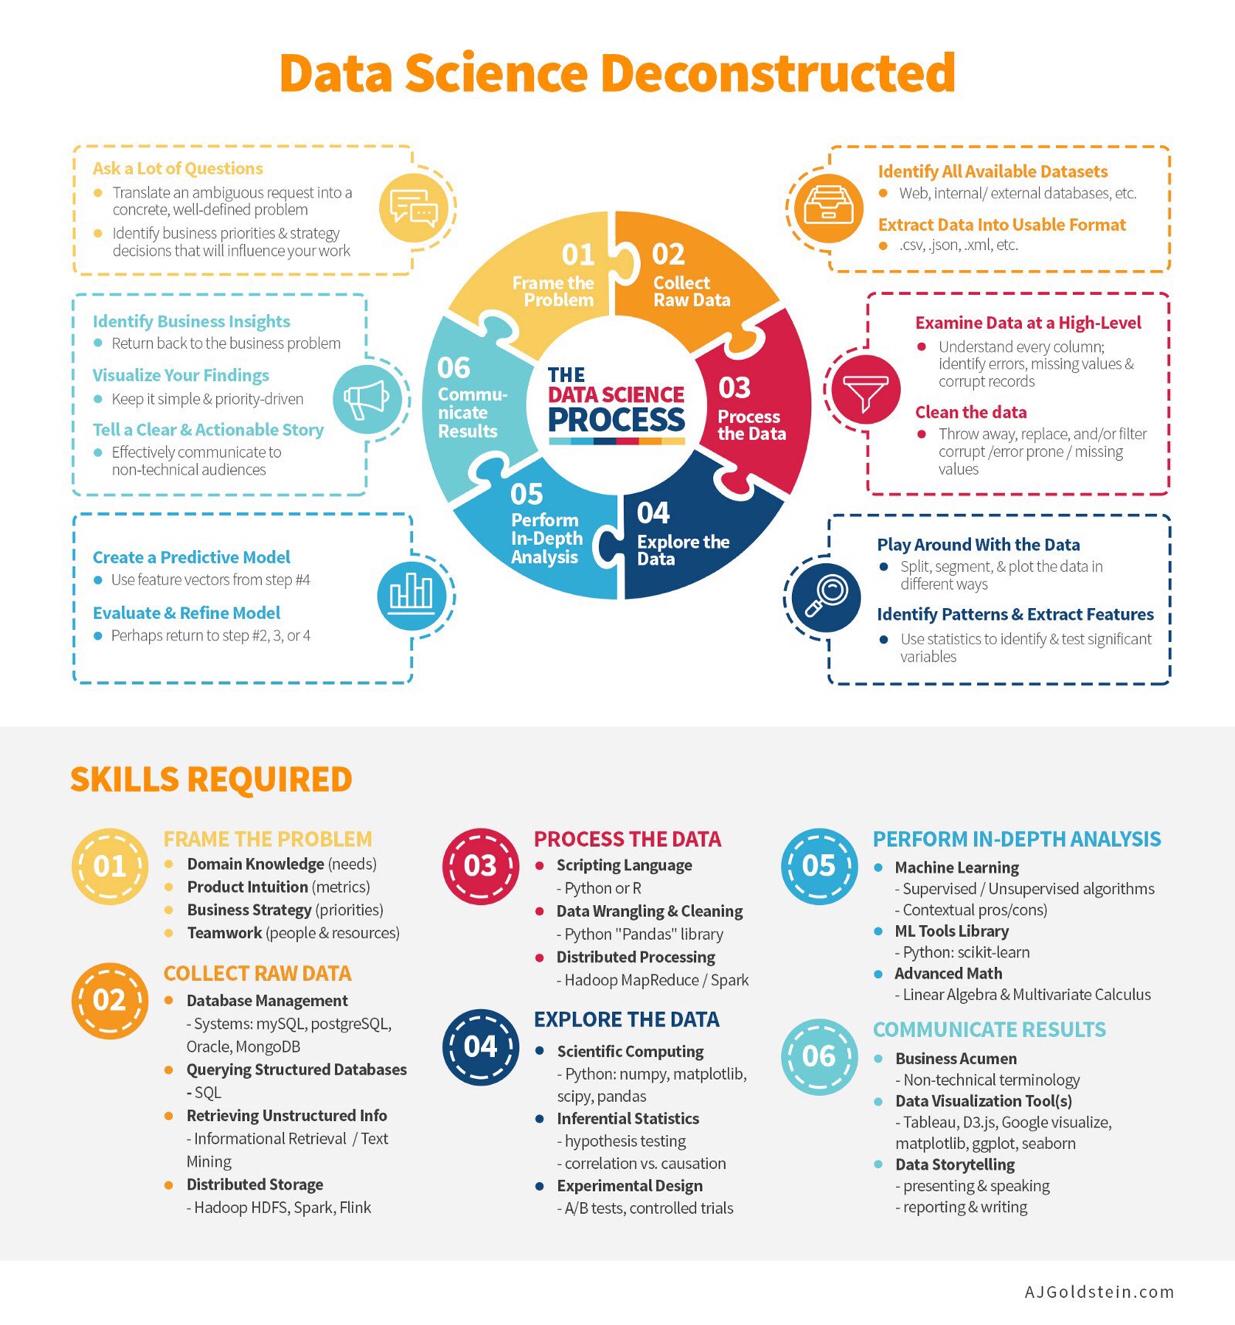 Data Science Deconstructed
Ask a Lot of Questions
Translate an ambiguous request into a
concrete, well-defined problem
Identify business priorities & strategy
decisions that will influence your work
Identify All Available Datasets
Web, internal/ external databases, etc.
Extract Data Into Usable Format
.csv, .json, .xml, etc.
Identify Business Insights
Return back to the business problem
Visualize Your Findings
Keep it simple & priority-driven
Tell a Clear & Actionable Story
Effectively communicate to
non-technical audiences
Examine Data at a High-Level
Understand every column;
identify errors, missing values &
corrupt records
Clean the data
Throw away, replace, and/or filter
corrupt /error prone / missing
values
Create a Predictive Model
Use feature vectors from step #4
Evaluate & Refine Model
Perhaps return to step #2, 3, or 4
Play Around With the Data
Split, segment, & plot the data in
different ways
Identify Patterns & Extract Features
Use statistics to identify & test significant
variables
01
Frame the
Problem
02
Collect
Raw Data
03
Process
the Data
04
Explore the
Data
05
Perform
In-Depth
Analysis
06
Commu-
nicate
Results
THE
DATA SCIENCE
PROCESS
SKILLS REQUIRED
01
FRAME THE PROBLEM
Domain Knowledge (needs)
Product Intuition (metrics)
Business Strategy (priorities)
Teamwork (people & resources)
02
COLLECT RAW DATA
Database Management
- Systems: mySQL, postgreSQL,
Oracle, MongoDB
Querying Structured Databases
- SQL
Retrieving Unstructured Info
- Informational Retrieval / Text
Mining
Distributed Storage
- Hadoop HDFS, Spark, Flink
03
PROCESS THE DATA
Scripting Language
- Python or R
Data Wrangling & Cleaning
- Python "Pandas" library
Distributed Processing
- Hadoop MapReduce / Spark
04
EXPLORE THE DATA
Scientific Computing
- Python: numpy, matplotlib,
scipy, pandas
Inferential Statistics
- hypothesis testing
- correlation vs. causation
Experimental Design
- A/B tests, controlled trials
05
PERFORM IN-DEPTH ANALYSIS
Machine Learning
- Supervised / Unsupervised algorithms
- Contextual pros/cons)
ML Tools Library
- Python: scikit-learn
Advanced Math
- Linear Algebra & Multivariate Calculus
06
COMMUNICATE RESULTS
Business Acumen
- Non-technical terminology
Data Visualization Tool(s)
- Tableau, D3.js, Google visualize,
matplotlib, ggplot, seaborn
Data Storytelling
- presenting & speaking
- reporting & writing
AJGoldstein.com